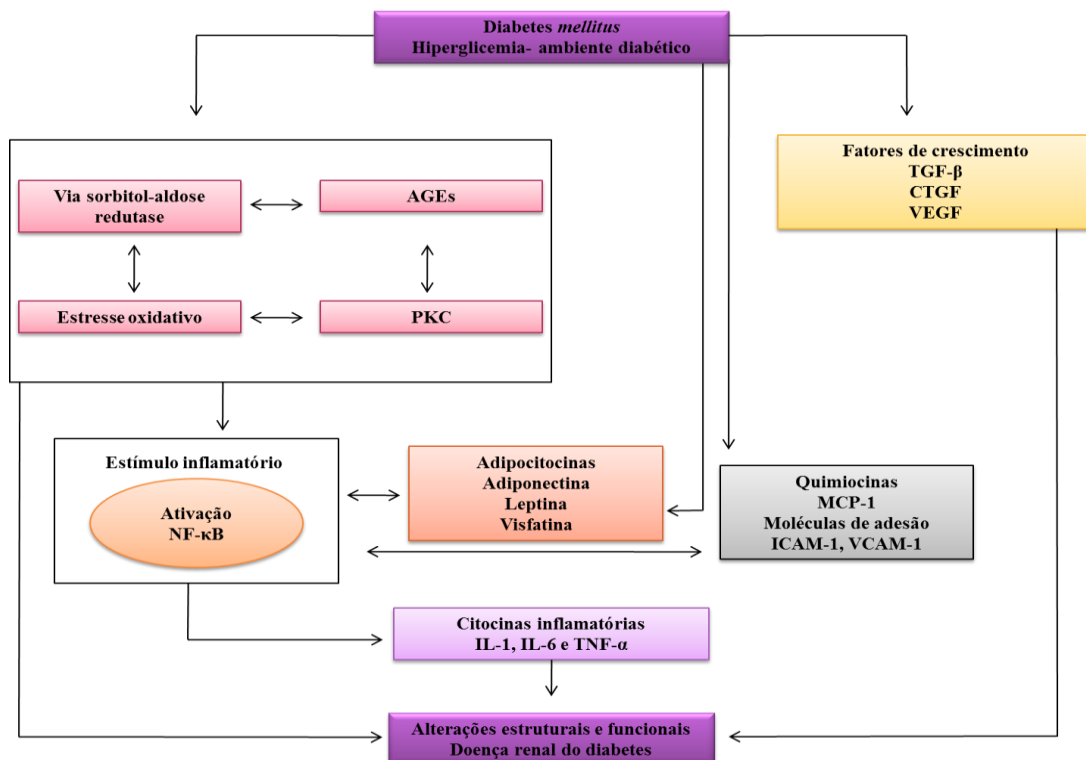 Diabetes mellitus
Hiperglicemia- ambiente diabético
Fatores de crescimento
TGF-β
CTGF
VEGF
Via sorbitol-aldose
redutase
AGEs
Estresse oxidativo
PKC
Estímulo inflamatório
Ativação
NF-κB
Adipocitocinas
Adiponectina
Leptina
Visfatina
Quimiocinas
MCP-1
Moléculas de adesão
ICAM-1, VCAM-1
Citocinas inflamatórias
IL-1, IL-6 e TNF-α
Alterações estruturais e funcionais
Doença renal do diabetes